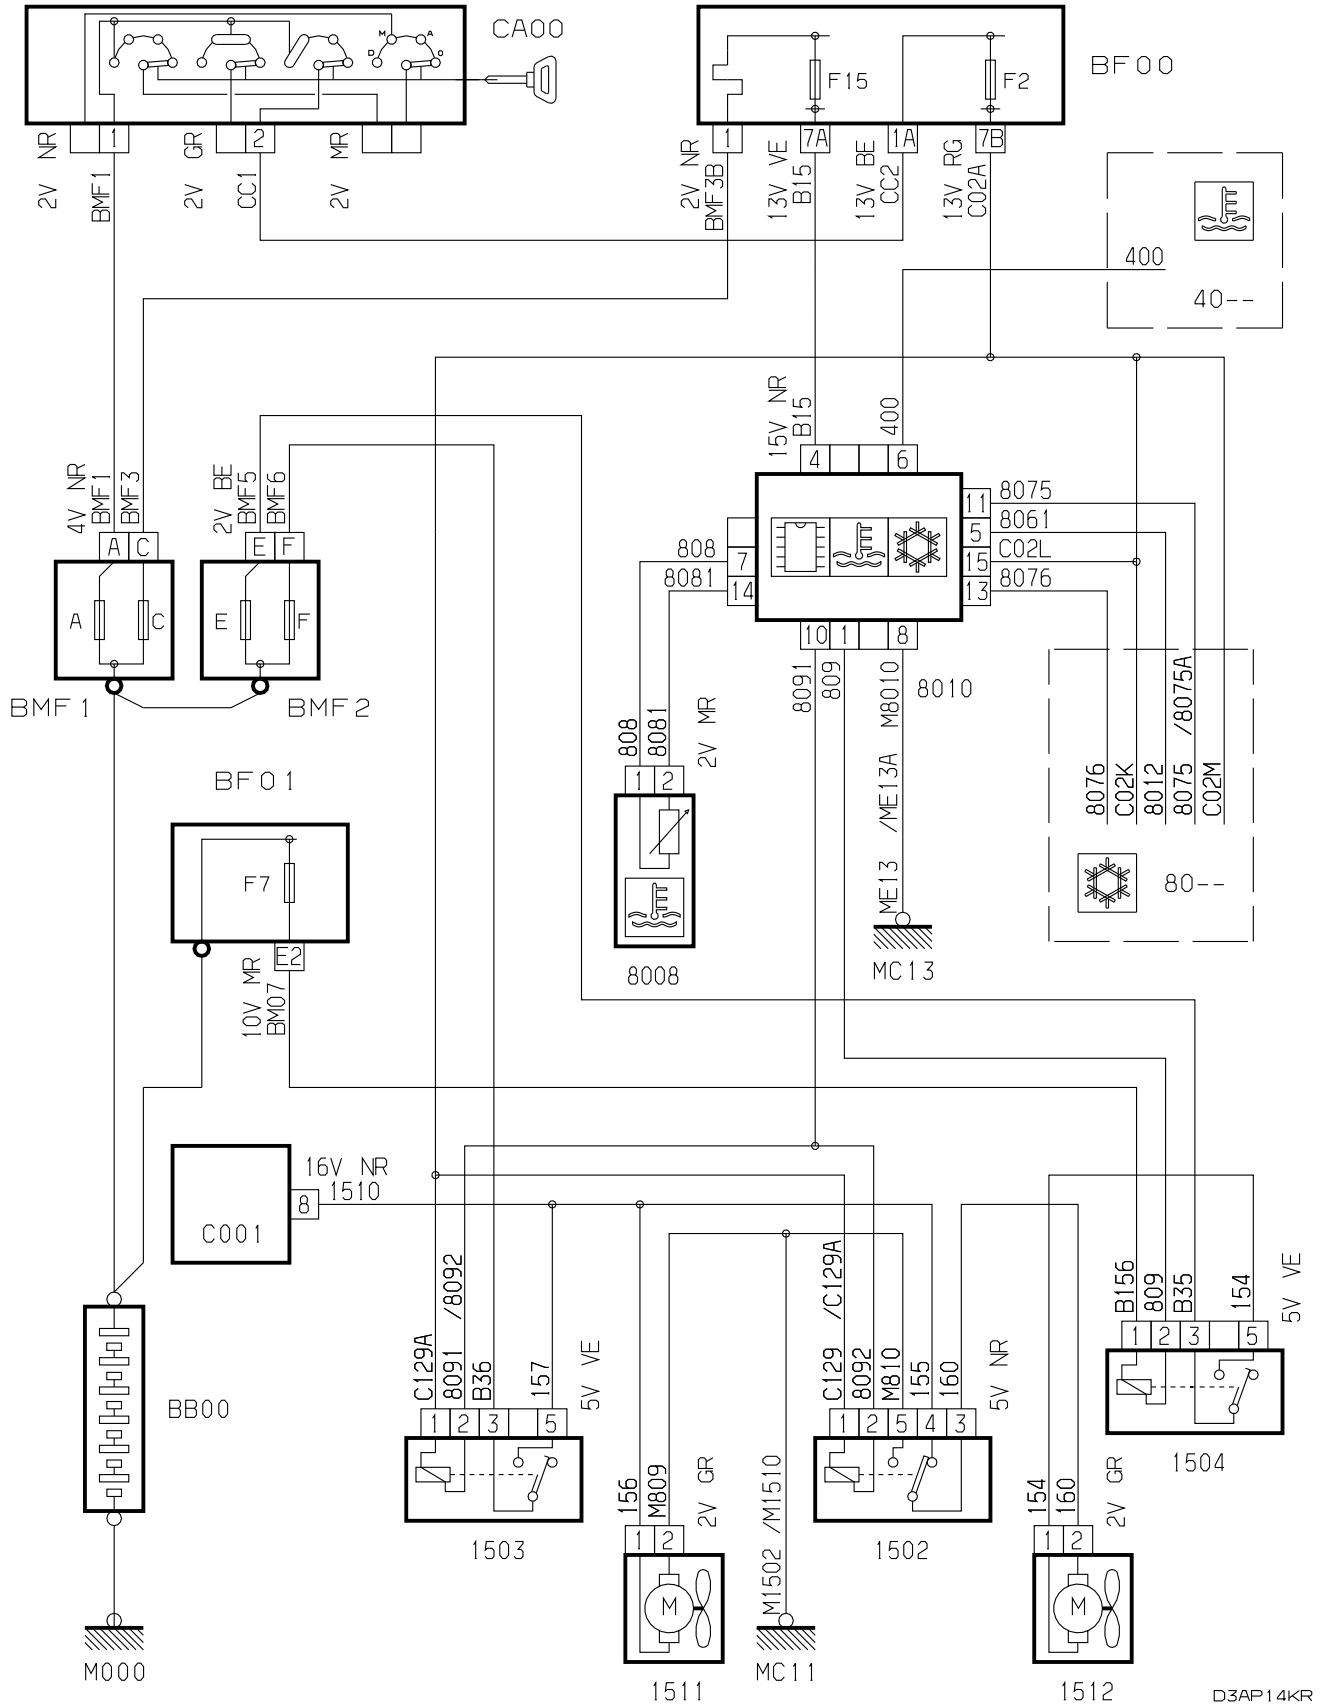 CA00
M
A
D
O
1
2
2V NR
BMF1
2V GR
CC1
2V MR
BF00
F15
F2
1
7A
1A
7B
2V NR
BMF3B
13V VE
B15
13V BE
CC2
13V RG
C02A
400
40--
4V NR
BMF1
BMF3
2V BE
BMF5
BMF6
A
C
E
F
A
C
E
F
BMF1
BMF2
15V NR
B15
400
4
6
808
7
8081
14
11
8075
5
8061
15
C02L
13
8076
10
1
8
8091
809
M8010
8010
ME13 /ME13A
MC13
808
8081
2V MR
1
2
8008
8076
C02K
8012
8075 /8075A
C02M
80--
BF01
F7
E2
10V MR
BM07
C001
8
16V NR
1510
BB00
M000
C129A
8091 /8092
B36
157
5V VE
1
2
3
5
1503
156
M809
2V GR
1
2
M
1511
M1502 /M1510
MC11
C129 /C129A
8092
M810
155
160
5V NR
1
2
5
4
3
1502
154
160
2V GR
1
2
M
1512
B156
809
B35
154
5V VE
1
2
3
5
1504
D3AP14KR